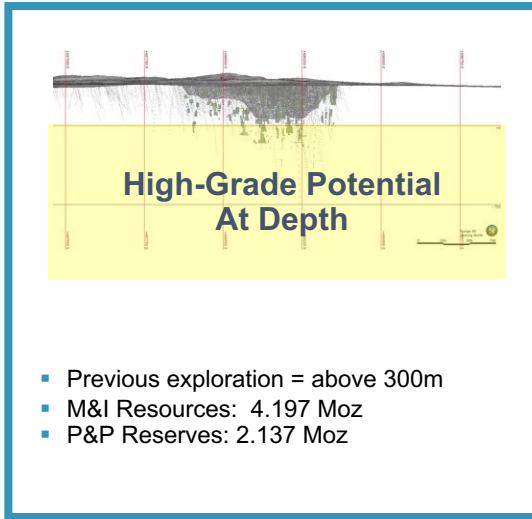 High-Grade Potential
At Depth
Previous exploration = above 300m
M&I Resources: 4.197 Moz
P&P Reserves: 2.137 Moz